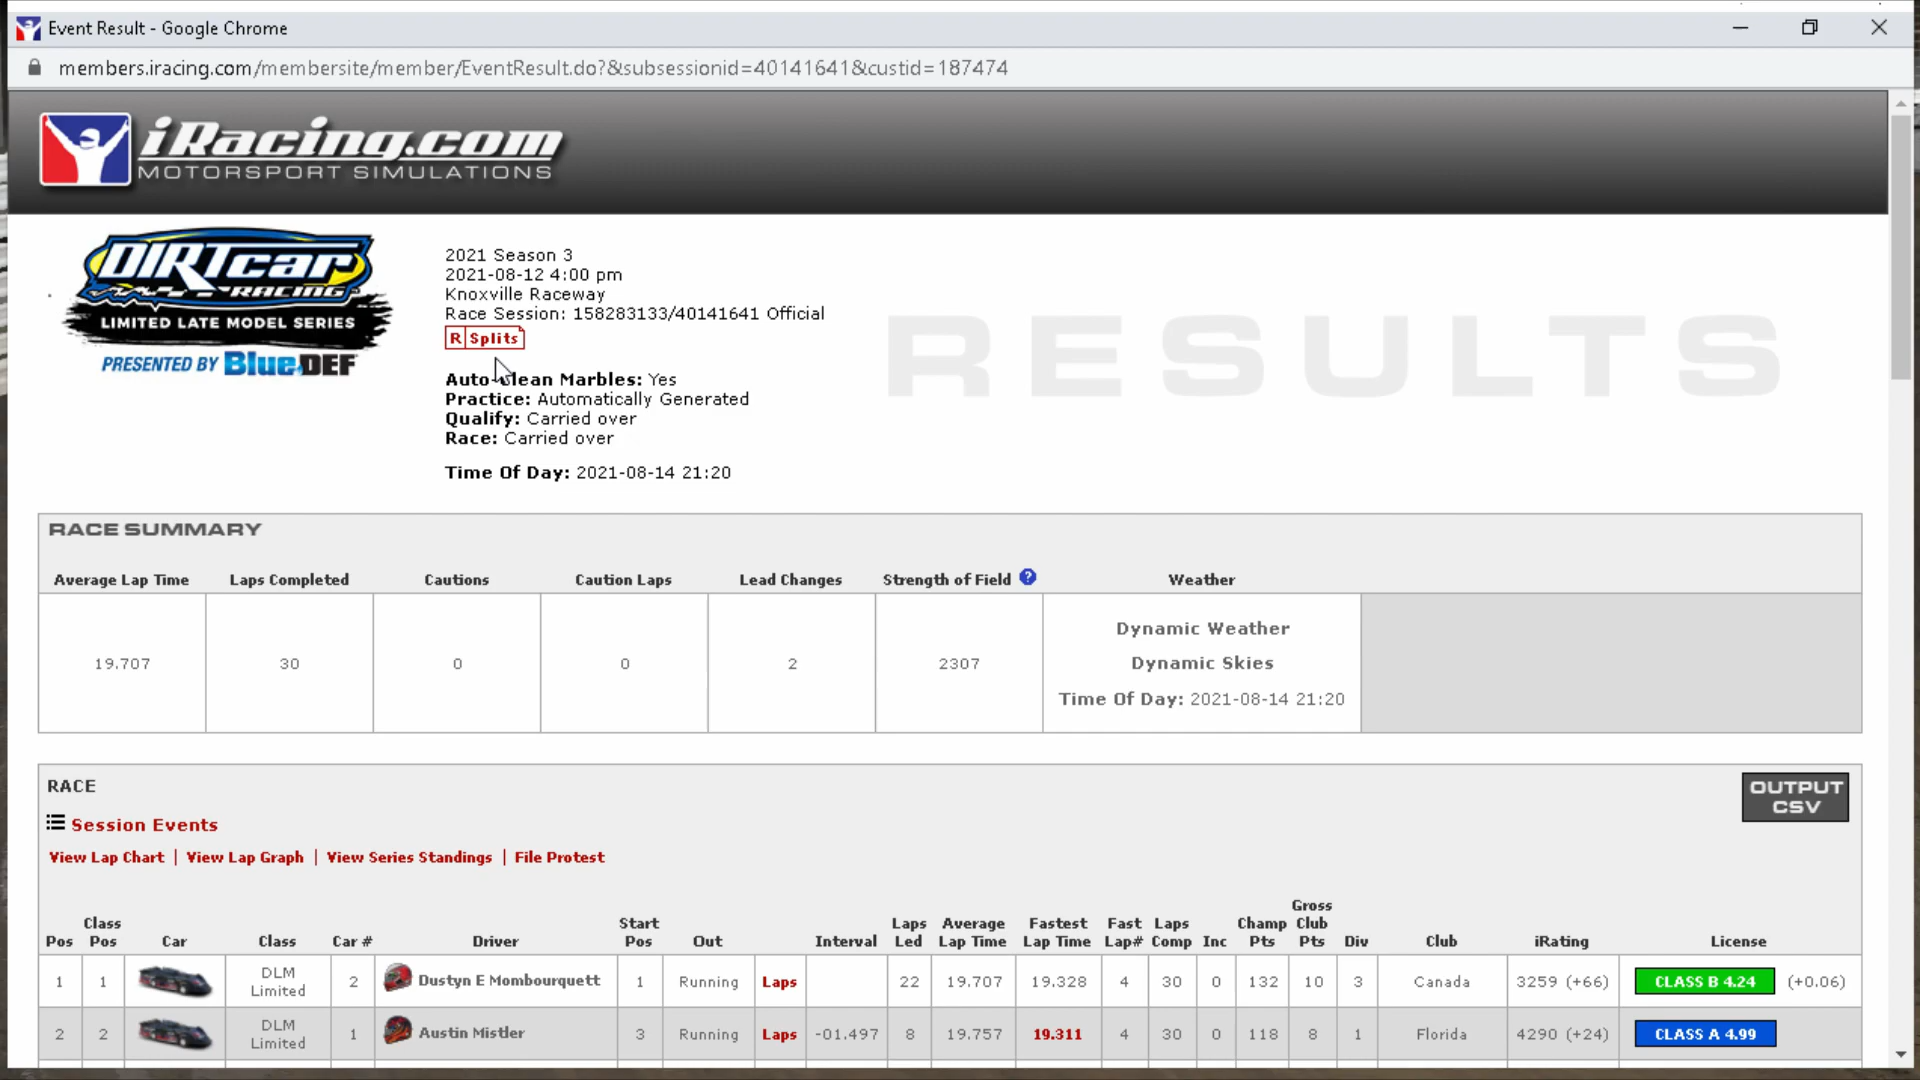 Event Result - Google Chrome
members.iracing.com/membersite/member/EventResult.do?&subsessionid=40141641&custid=187474
iRacing.com
MOTORSPORT SIMULATIONS
DIRTcar
RACING
LIMITED LATE MODEL SERIES
PRESENTED BY BlueDEF
2021 Season 3
2021-08-12 4:00 pm
Knoxville Raceway
Race Session: 158283133/40141641 Official
R Splits
Auto-Clean Marbles: Yes
Practice: Automatically Generated
Qualify: Carried over
Race: Carried over
Time Of Day: 2021-08-14 21:20
RESULTS
RACE SUMMARY
Average Lap Time Laps Completed Cautions Caution Laps Lead Changes Strength of Field ? Weather
19.707 30 0 0 2 2307
Dynamic Weather
Dynamic Skies
Time Of Day: 2021-08-14 21:20
RACE
OUTPUT
CSV
Session Events
View Lap Chart | View Lap Graph | View Series Standings | File Protest
Pos Class Pos Car Class Car # Driver Start Pos Out Interval Laps Led Average Lap Time Fastest Lap Time Fast Lap# Laps Comp Inc Champ Pts Gross Club Pts Div Club iRating License
1 1 DLM Limited 2 Dustyn E Mombourquett 1 Running Laps 22 19.707 19.328 4 30 0 132 10 3 Canada 3259 (+66) CLASS B 4.24 (+0.06)
2 2 DLM Limited 1 Austin Mistler 3 Running Laps -01.497 8 19.757 19.311 4 30 0 118 8 1 Florida 4290 (+24) CLASS A 4.99